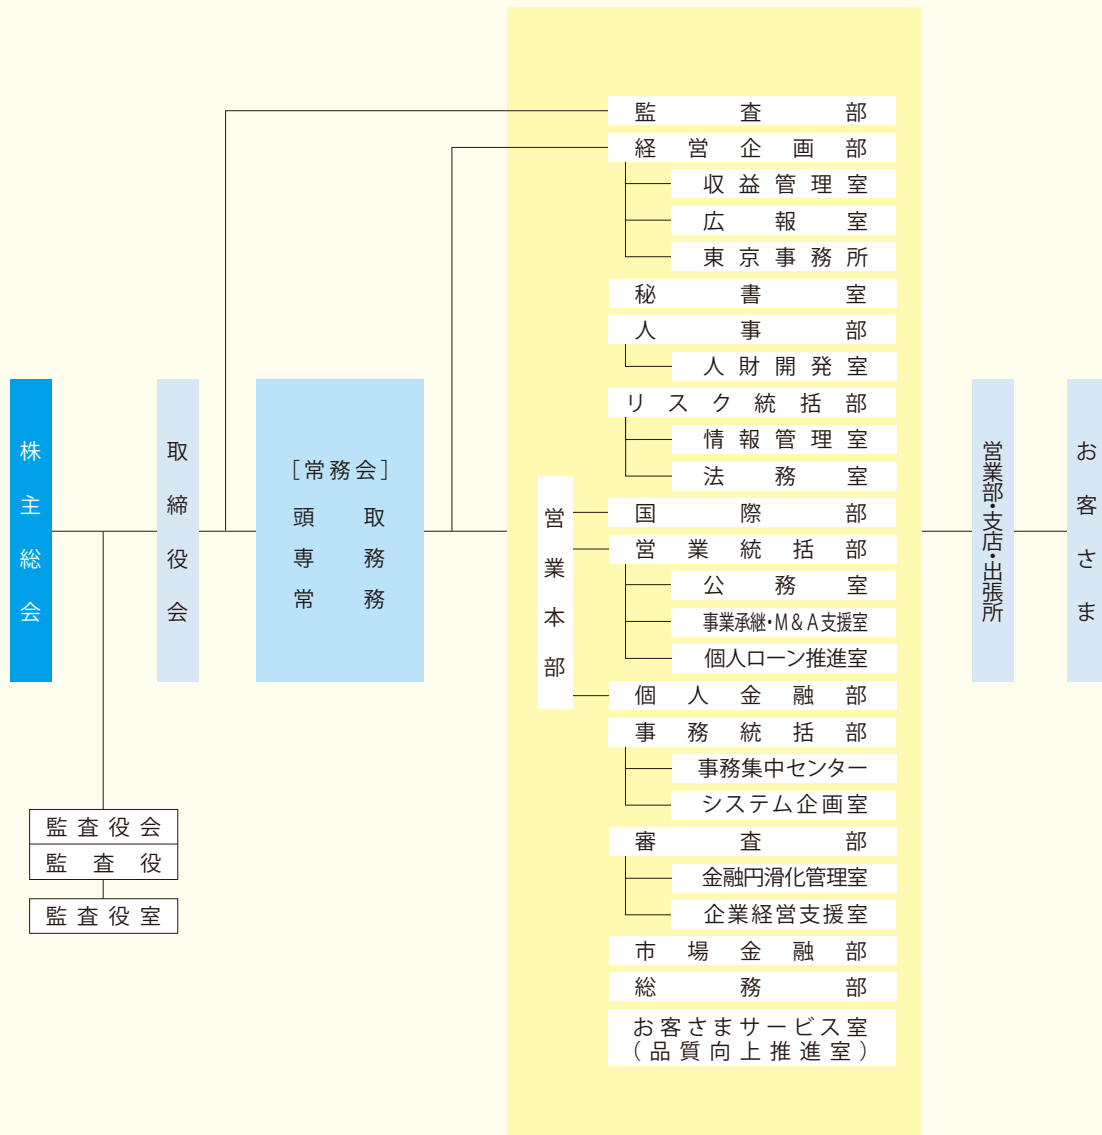 株主総会
取締役会
[常務会]
頭取
専務
常務
監査役会
監査役
監査役室
監査部
経営企画部
収益管理室
広報室
東京事務所
秘書室
人事部
人財開発室
リスク統括部
情報管理室
法務室
営業本部
国際部
営業統括部
公務室
事業承継・M&A支援室
個人ローン推進室
個人金融部
事務統括部
事務集中センター
システム企画室
審査部
金融円滑化管理室
企業経営支援室
市場金融部
総務部
お客さまサービス室
(品質向上推進室)
営業部・支店・出張所
お客さま